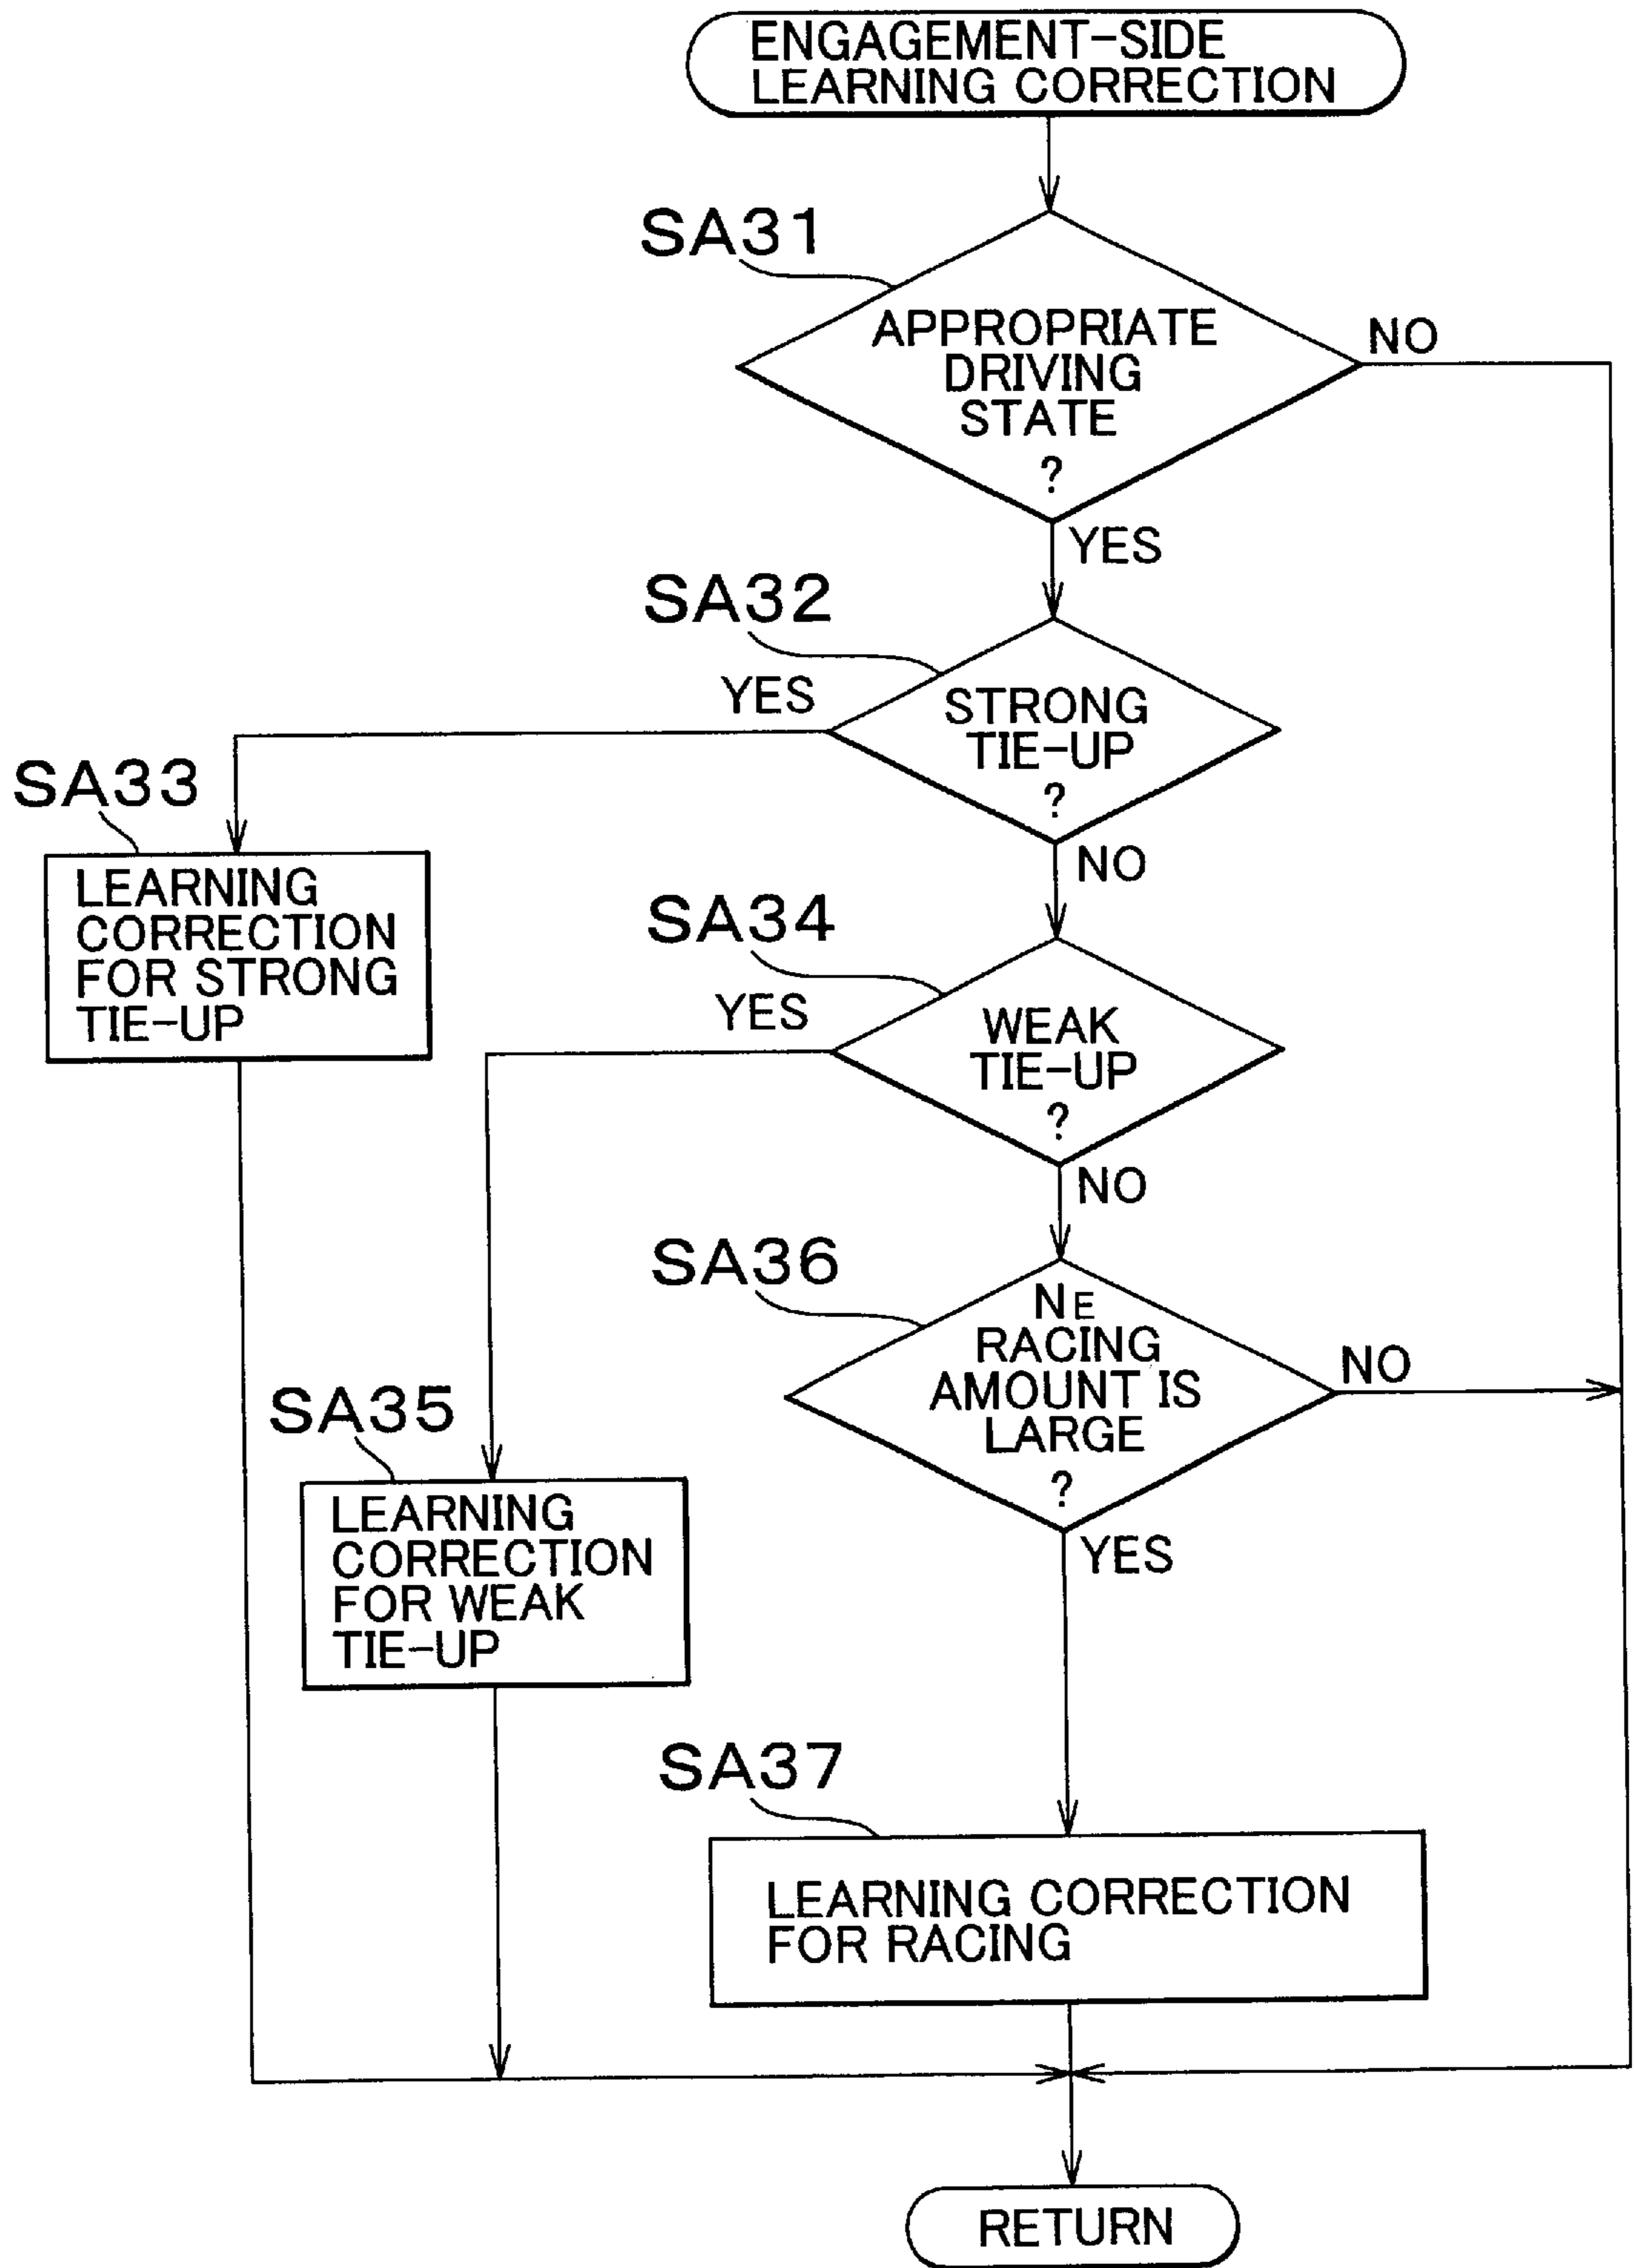 ENGAGEMENT-SIDE
LEARNING CORRECTION
SA31
APPROPRIATE
DRIVING
STATE
?
NO
YES
SA32
YES
STRONG
TIE-UP
?
NO
SA33
LEARNING
CORRECTION
FOR STRONG
TIE-UP
SA34
YES
WEAK
TIE-UP
?
NO
SA36
NE
RACING
AMOUNT IS
LARGE
?
NO
YES
SA35
LEARNING
CORRECTION
FOR WEAK
TIE-UP
SA37
LEARNING CORRECTION
FOR RACING
RETURN